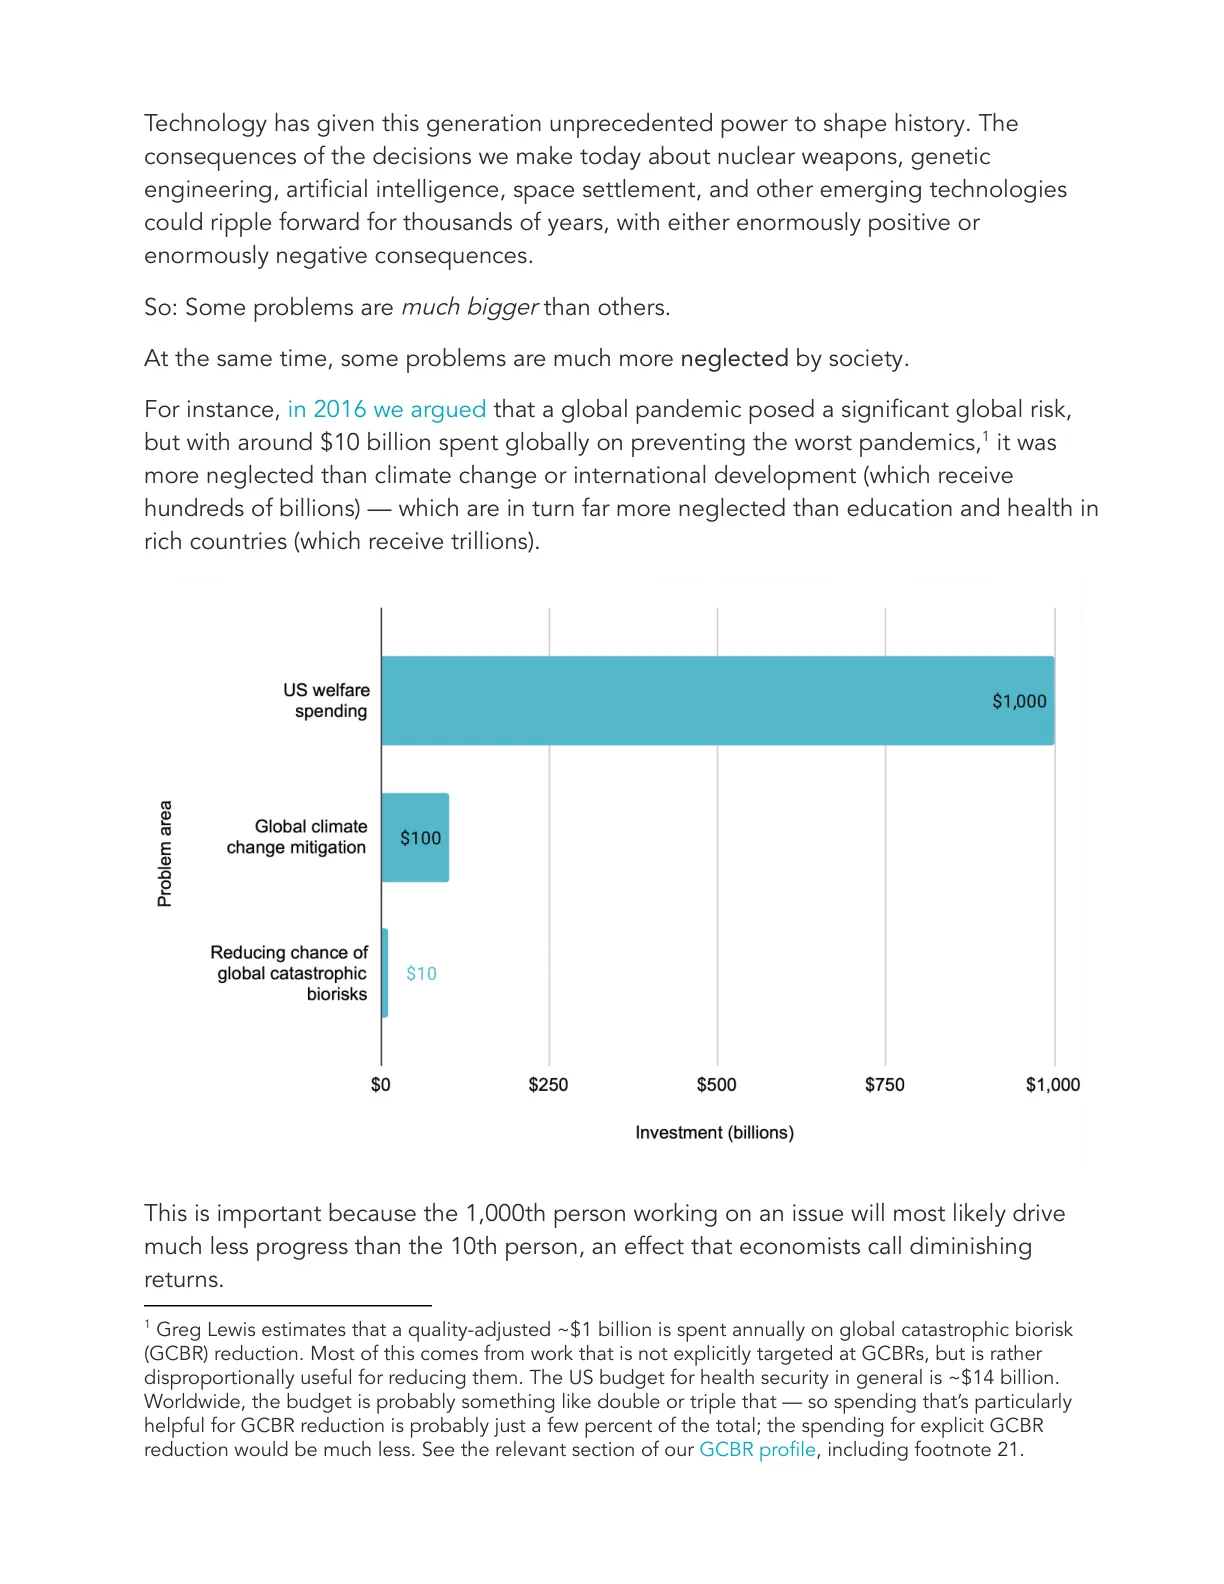 Technology has given this generation unprecedented power to shape history. The
consequences of the decisions we make today about nuclear weapons, genetic
engineering, artificial intelligence, space settlement, and other emerging technologies
could ripple forward for thousands of years, with either enormously positive or
enormously negative consequences.
So: Some problems are much bigger than others.
At the same time, some problems are much more neglected by society.
For instance, in 2016 we argued that a global pandemic posed a significant global risk,
but with around $10 billion spent globally on preventing the worst pandemics,1 it was
more neglected than climate change or international development (which receive
hundreds of billions) — which are in turn far more neglected than education and health in
rich countries (which receive trillions).
Problem area
US welfare
spending
$1,000
Global climate
change mitigation
$100
Reducing chance of
global catastrophic
biorisks
$10
$0 $250 $500 $750 $1,000
Investment (billions)
This is important because the 1,000th person working on an issue will most likely drive
much less progress than the 10th person, an effect that economists call diminishing
returns.
1 Greg Lewis estimates that a quality-adjusted ~$1 billion is spent annually on global catastrophic biorisk
(GCBR) reduction. Most of this comes from work that is not explicitly targeted at GCBRs, but is rather
disproportionally useful for reducing them. The US budget for health security in general is ~$14 billion.
Worldwide, the budget is probably something like double or triple that — so spending that’s particularly
helpful for GCBR reduction is probably just a few percent of the total; the spending for explicit GCBR
reduction would be much less. See the relevant section of our GCBR profile, including footnote 21.